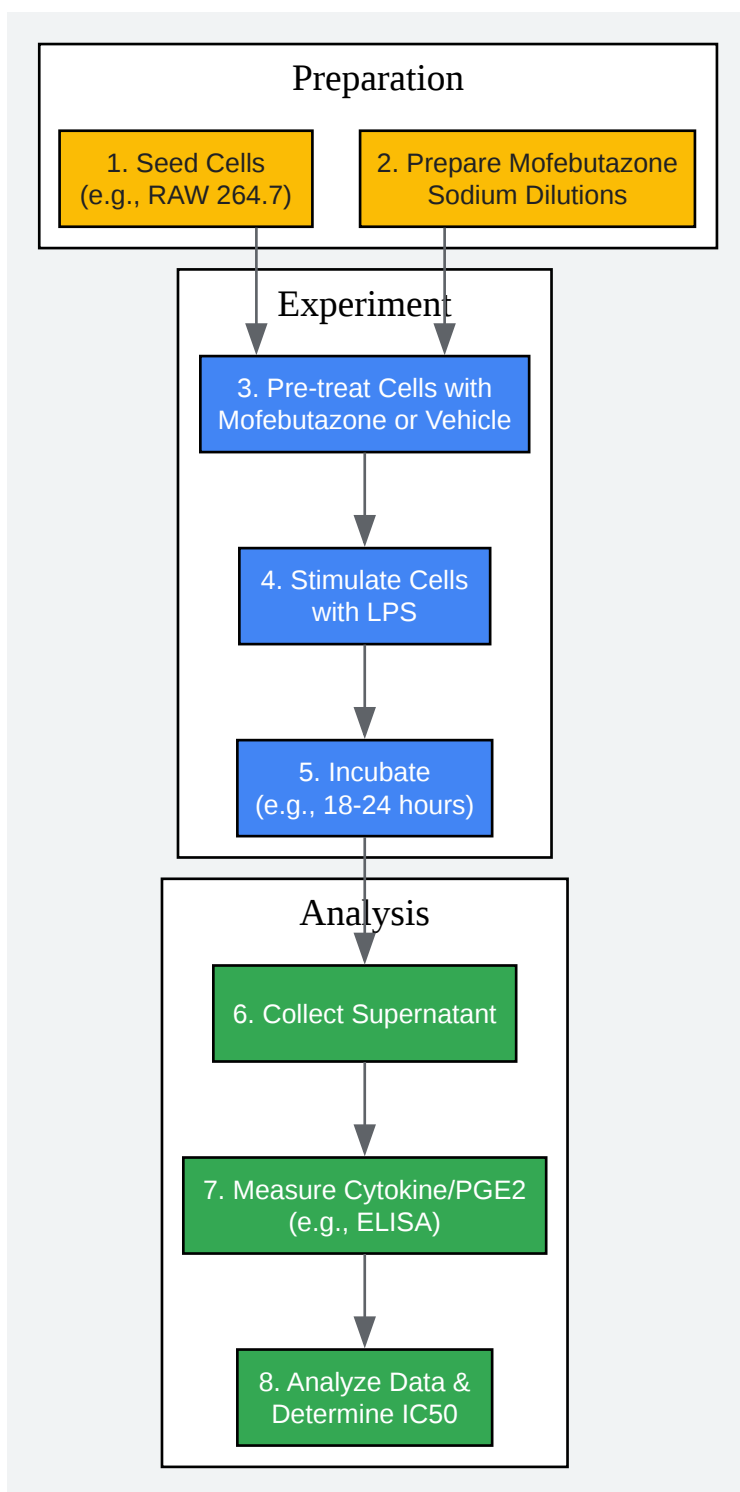 Preparation
1. Seed Cells
(e.g., RAW 264.7)
2. Prepare Mofebutazone
Sodium Dilutions
Experiment
3. Pre-treat Cells with
Mofebutazone or Vehicle
4. Stimulate Cells
with LPS
5. Incubate
(e.g., 18-24 hours)
Analysis
6. Collect Supernatant
7. Measure Cytokine/PGE2
(e.g., ELISA)
8. Analyze Data &
Determine IC50